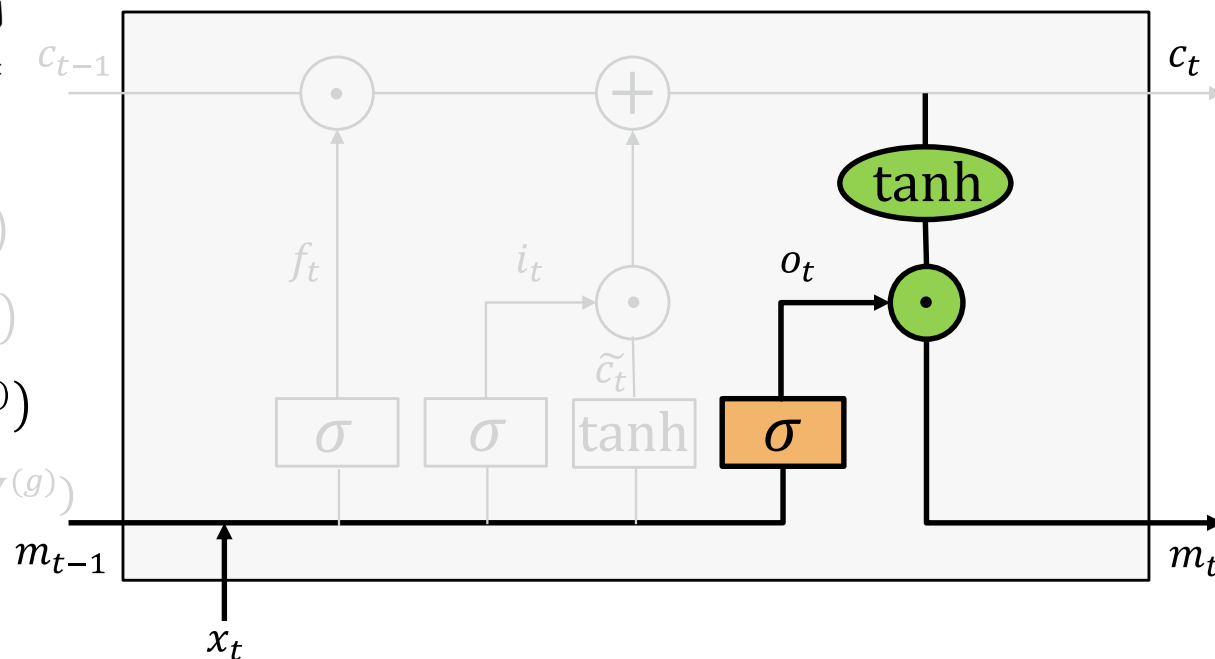 c_{t−1}
c_t
⊙
+
tanh
f_t
i_t
o_t
c̃_t
σ
σ
tanh
σ
)
)
)
(g))
m_{t−1}
m_t
x_t